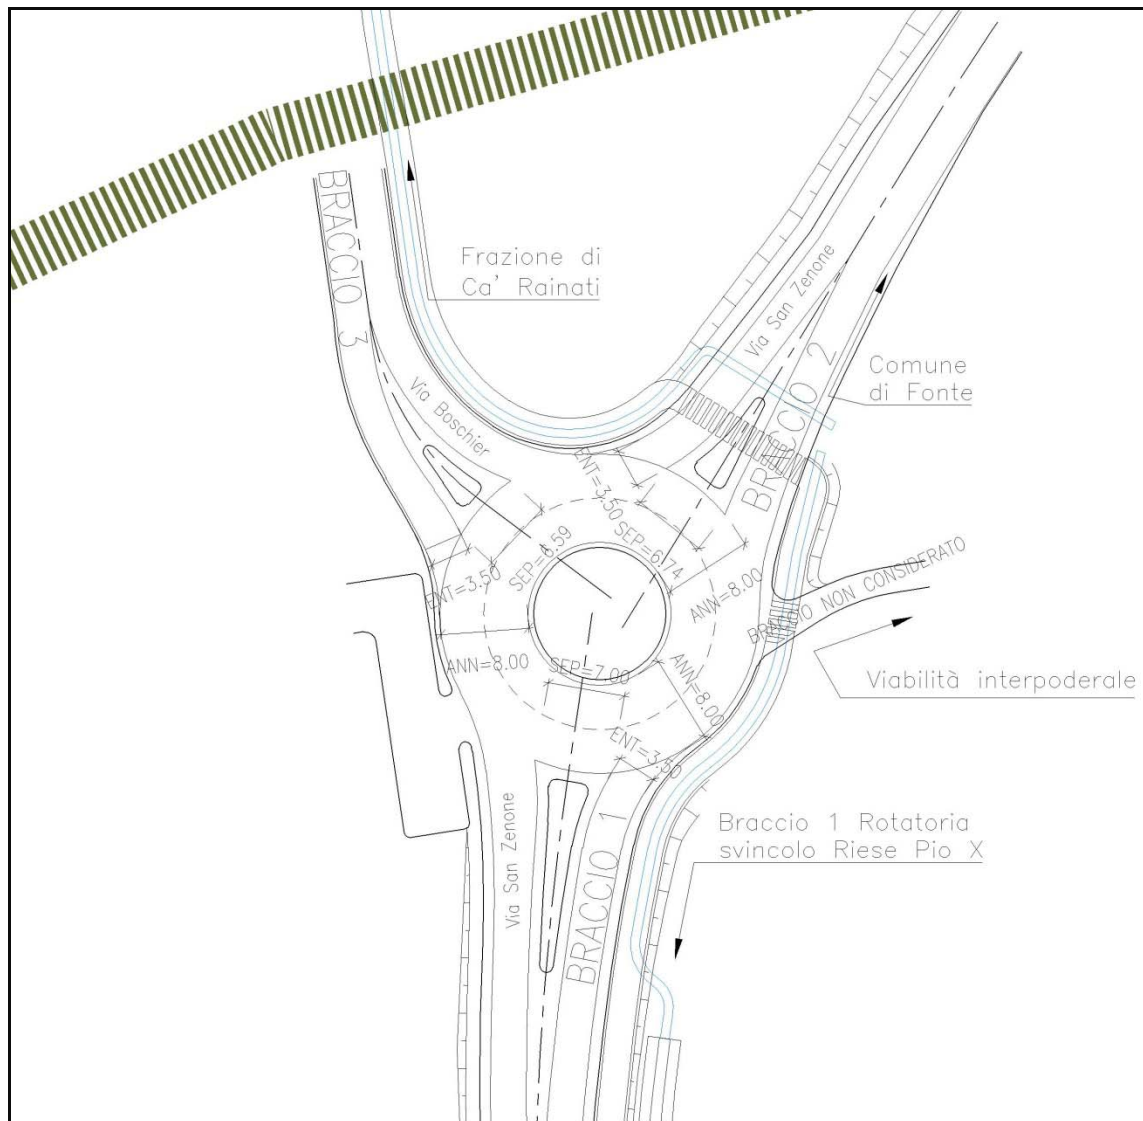 BRACCIO 3
Frazione di
Ca' Rainati
Via San Zenone
BRACCIO 2
Comune
di Fonte
Via Boschier
ENT=3.50
SEP=6.59
SEP=6.74
ENT=3.50
ANN=8.00
BRACCIO NON CONSIDERATO
ANN=8.00
SEP=7.00
ANN=8.00
Viabilità interpoderale
ENT=3.50
Braccio 1 Rotatoria
svincolo Riese Pio X
Via San Zenone
BRACCIO 1